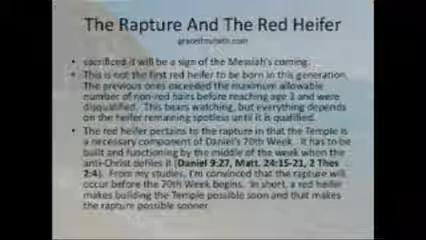 The Rapture And The Red Heifer
gracethrufaith.com
• sacrificed it will be a sign of the Messiah's coming.
• This is not the first red heifer to be born in this generation.
The previous ones exceeded the maximum allowable
number of non-red hairs before reaching age 3 and were
disqualified. This bears watching, but everything depends
on the heifer remaining spotless until it is qualified.
• The red heifer pertains to the rapture in that the Temple is
a necessary component of Daniel's 70th Week. It has to be
built and functioning by the middle of the week when the
anti-Christ defiles it (Daniel 9:27, Matt. 24:15-21, 2 Thes
2:4). From my studies, I'm convinced that the rapture will
occur before the 70th Week begins. In short, a red heifer
makes building the Temple possible soon and that makes
the rapture possible sooner.